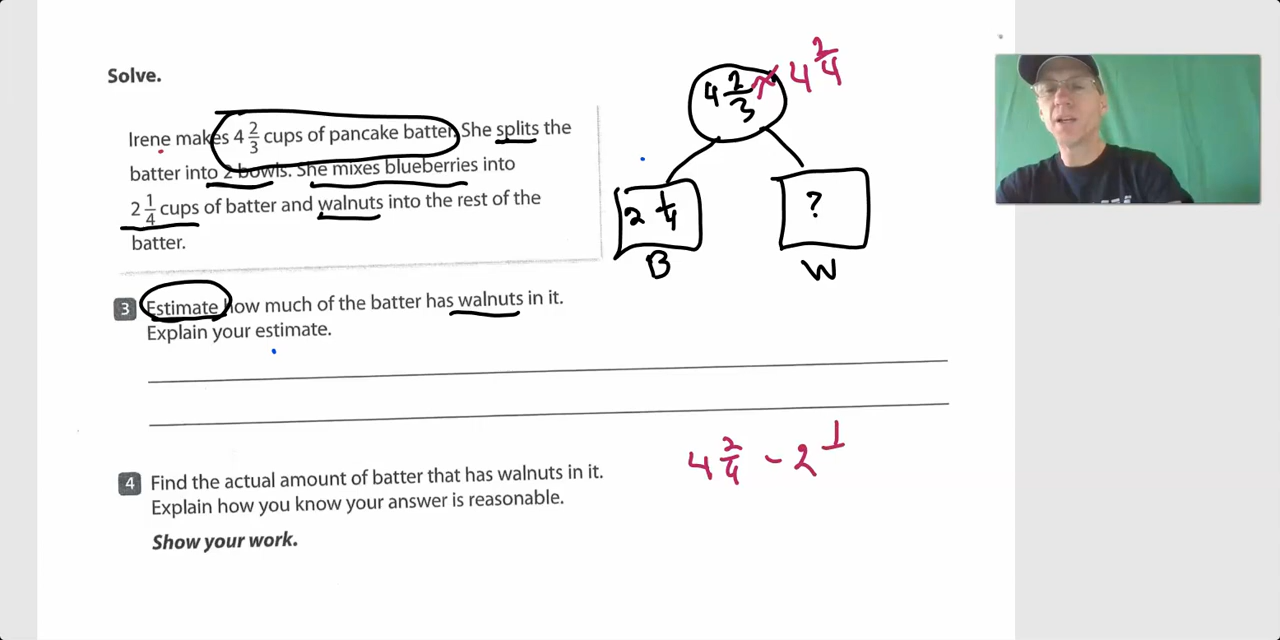 Solve.
Irene makes 4 2/3 cups of pancake batter. She splits the
batter into 2 bowls. She mixes blueberries into
2 1/4 cups of batter and walnuts into the rest of the
batter.
4 2/3 ≈ 4 2/4
2 1/4
?
B
W
3 Estimate how much of the batter has walnuts in it.
Explain your estimate.
4 2/4 - 2 1
4 Find the actual amount of batter that has walnuts in it.
Explain how you know your answer is reasonable.
Show your work.